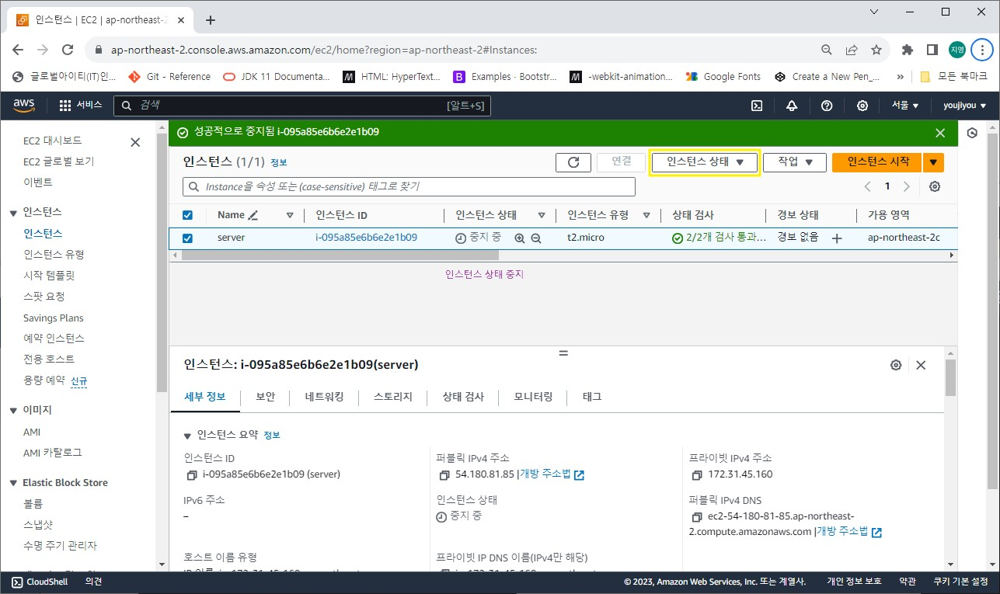 인스턴스 | EC2 | ap-northeast-2
ap-northeast-2.console.aws.amazon.com/ec2/home?region=ap-northeast-2#Instances:
지영
글로벌아이티(IT)인...
Git - Reference
JDK 11 Documenta...
HTML: HyperText...
Examples · Bootstr...
-webkit-animation...
Google Fonts
Create a New Pen_...
»
모든 북마크
aws
서비스
검색
[알트+S]
서울
youjiyou
EC2 대시보드
EC2 글로벌 보기
이벤트
인스턴스
인스턴스
인스턴스 유형
시작 템플릿
스팟 요청
Savings Plans
예약 인스턴스
전용 호스트
용량 예약 신규
이미지
AMI
AMI 카탈로그
Elastic Block Store
볼륨
스냅샷
수명 주기 관리자
성공적으로 중지됨 i-095a85e6b6e2e1b09
인스턴스 (1/1) 정보
연결
인스턴스 상태
작업
인스턴스 시작
Instance을 속성 또는 (case-sensitive) 태그로 찾기
1
Name 인스턴스 ID 인스턴스 상태 인스턴스 유형 상태 검사 경보 상태 가용 영역
server i-095a85e6b6e2e1b09 중지 중 t2.micro 2/2개 검사 통과... 경보 없음 ap-northeast-2c
인스턴스 상태 중지
인스턴스: i-095a85e6b6e2e1b09(server)
세부 정보 보안 네트워킹 스토리지 상태 검사 모니터링 태그
인스턴스 요약 정보
인스턴스 ID
i-095a85e6b6e2e1b09 (server)
퍼블릭 IPv4 주소
54.180.81.85 |개방 주소법
프라이빗 IPv4 주소
172.31.45.160
IPv6 주소
–
인스턴스 상태
중지 중
퍼블릭 IPv4 DNS
ec2-54-180-81-85.ap-northeast-
2.compute.amazonaws.com |개방 주소법
호스트 이름 유형
프라이빗 IP DNS 이름(IPv4만 해당)
CloudShell
의견
© 2023, Amazon Web Services, Inc. 또는 계열사.
개인 정보 보호
약관
쿠키 기본 설정